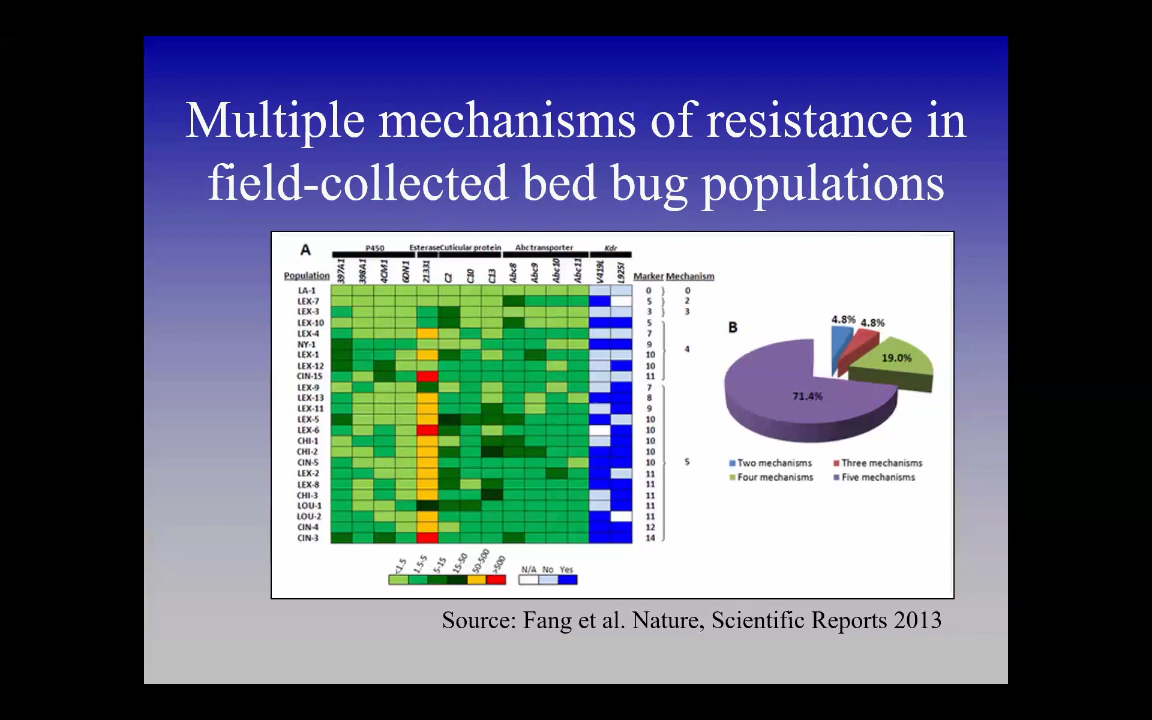 Multiple mechanisms of resistance in
field-collected bed bug populations
A
P450 Esterase Cuticular protein Abc transporter Kdr
Population 397A1 398A1 4CM1 6DN1 21331 C2 C10 C13 Abc8 Abc9 Abc10 Abc11 V419L L925I Marker Mechanism
LA-1 0 } 0
LEX-7 5 } 2
LEX-3 3 } 3
LEX-10 5
LEX-4 7
NY-1 9
4
LEX-1 10
LEX-12 10
CIN-1S 11
LEX-9 7
LEX-13 8
LEX-11 9
LEX-5 10
LEX-6 10
CHI-1 10
CHI-2 10
CIN-5 10 5
LEX-2 11
LEX-8 11
CHI-3 11
LOU-1 11
LOU-2 11
CIN-4 12
CIN-3 14
<1.5 1.5-5 5-15 15-50 50-500 >500
N/A No Yes
B
4.8% 4.8%
19.0%
71.4%
Two mechanisms Three mechanisms
Four mechanisms Five mechanisms
Source: Fang et al. Nature, Scientific Reports 2013